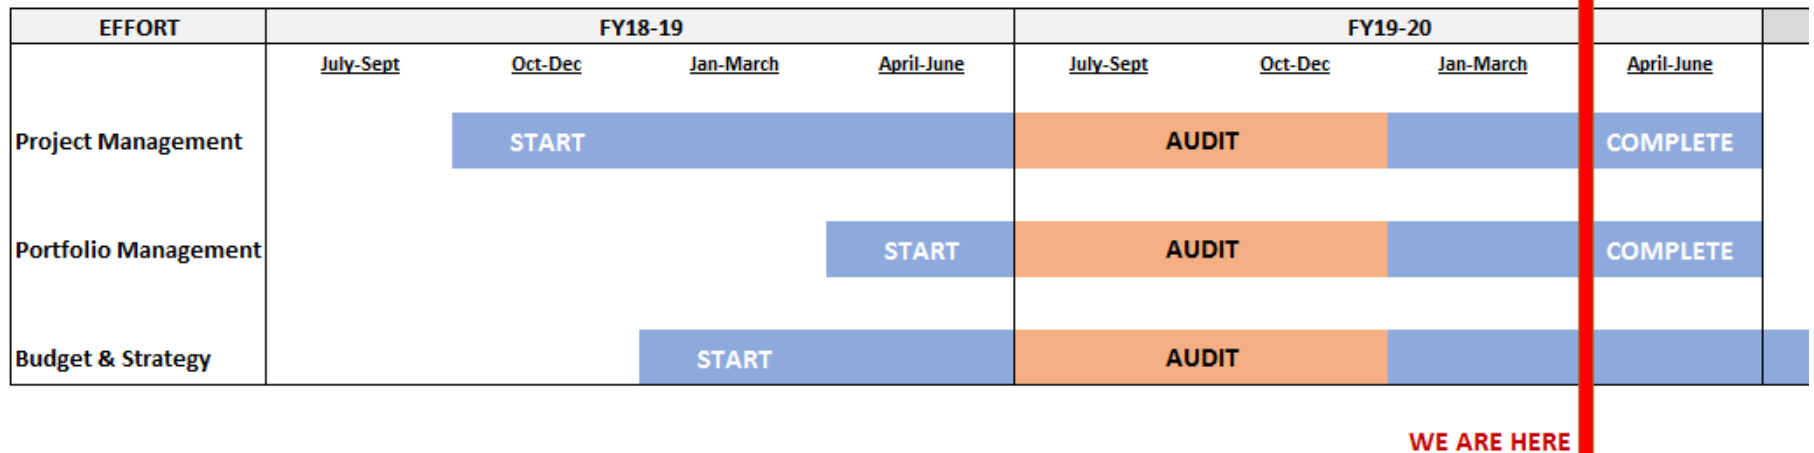 EFFORT FY18-19 FY19-20
July-Sept Oct-Dec Jan-March April-June July-Sept Oct-Dec Jan-March April-June
Project Management START AUDIT COMPLETE
Portfolio Management START AUDIT COMPLETE
Budget & Strategy START AUDIT
WE ARE HERE